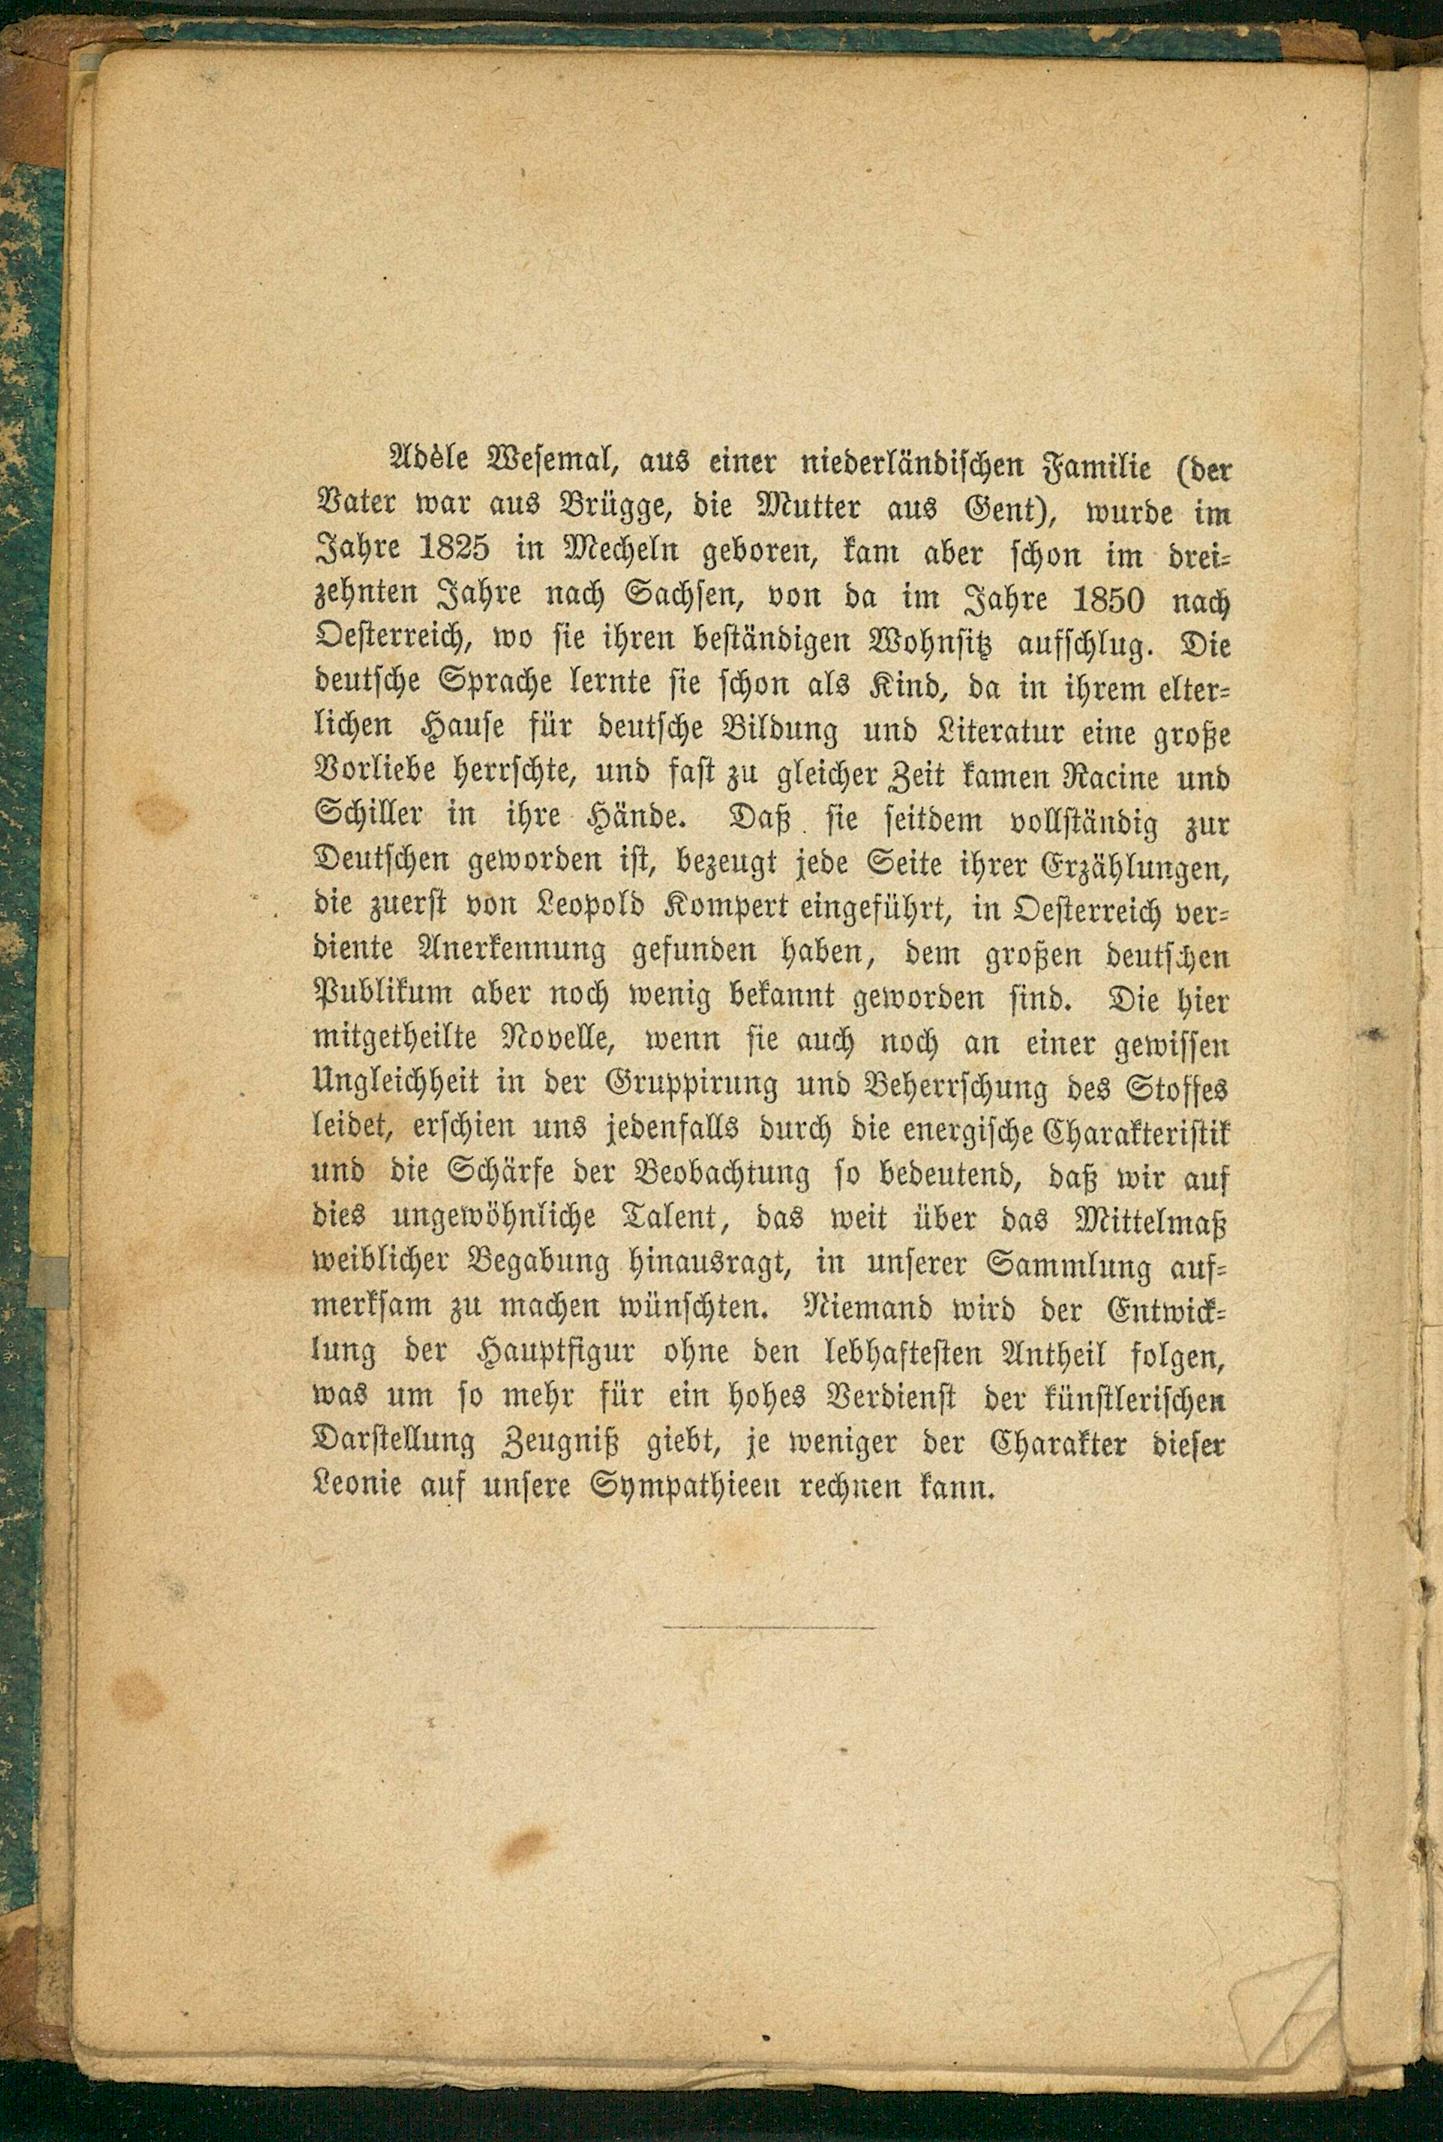 Adèle Wesemal, aus einer niederländischen Familie (der
Vater war aus Brügge, die Mutter aus Gent), wurde im
Jahre 1825 in Mecheln geboren, kam aber schon im drei-
zehnten Jahre nach Sachsen, von da im Jahre 1850 nach
Oesterreich, wo sie ihren beständigen Wohnsitz aufschlug. Die
deutsche Sprache lernte sie schon als Kind, da in ihrem elter-
lichen Hause für deutsche Bildung und Literatur eine große
Vorliebe herrschte, und fast zu gleicher Zeit kamen Racine und
Schiller in ihre Hände. Daß sie seitdem vollständig zur
Deutschen geworden ist, bezeugt jede Seite ihrer Erzählungen,
die zuerst von Leopold Kompert eingeführt, in Oesterreich ver-
diente Anerkennung gefunden haben, dem großen deutschen
Publikum aber noch wenig bekannt geworden sind. Die hier
mitgetheilte Novelle, wenn sie auch noch an einer gewissen
Ungleichheit in der Gruppirung und Beherrschung des Stoffes
leidet, erschien uns jedenfalls durch die energische Charakteristik
und die Schärfe der Beobachtung so bedeutend, daß wir auf
dies ungewöhnliche Talent, das weit über das Mittelmaß
weiblicher Begabung hinausragt, in unserer Sammlung auf-
merksam zu machen wünschten. Niemand wird der Entwick-
lung der Hauptfigur ohne den lebhaftesten Antheil folgen,
was um so mehr für ein hohes Verdienst der künstlerischen
Darstellung Zeugniß giebt, je weniger der Charakter dieser
Leonie auf unsere Sympathieen rechnen kann.